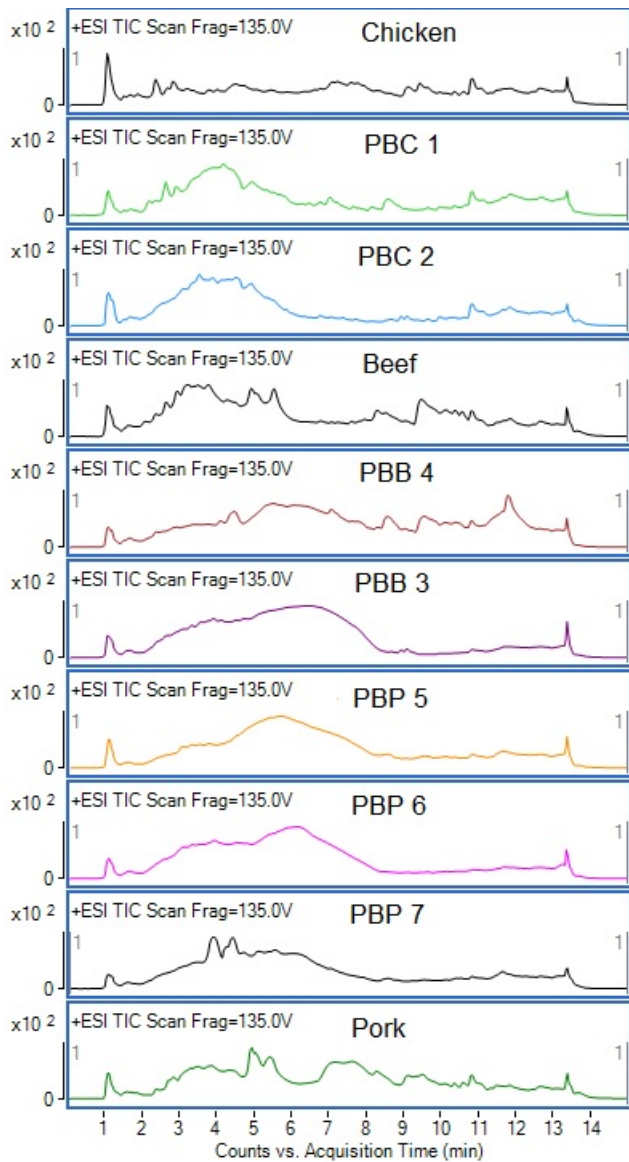 x10 2
+ESI TIC Scan Frag=135.0V
Chicken
1
1
0
x10 2
+ESI TIC Scan Frag=135.0V
PBC 1
1
1
0
x10 2
+ESI TIC Scan Frag=135.0V
PBC 2
1
1
0
x10 2
+ESI TIC Scan Frag=135.0V
Beef
1
1
0
x10 2
+ESI TIC Scan Frag=135.0V
PBB 4
1
1
0
x10 2
+ESI TIC Scan Frag=135.0V
PBB 3
1
1
0
x10 2
+ESI TIC Scan Frag=135.0V
PBP 5
1
1
0
x10 2
+ESI TIC Scan Frag=135.0V
PBP 6
1
1
0
x10 2
+ESI TIC Scan Frag=135.0V
PBP 7
1
1
0
x10 2
+ESI TIC Scan Frag=135.0V
Pork
1
1
0
1 2 3 4 5 6 7 8 9 10 11 12 13 14
Counts vs. Acquisition Time (min)